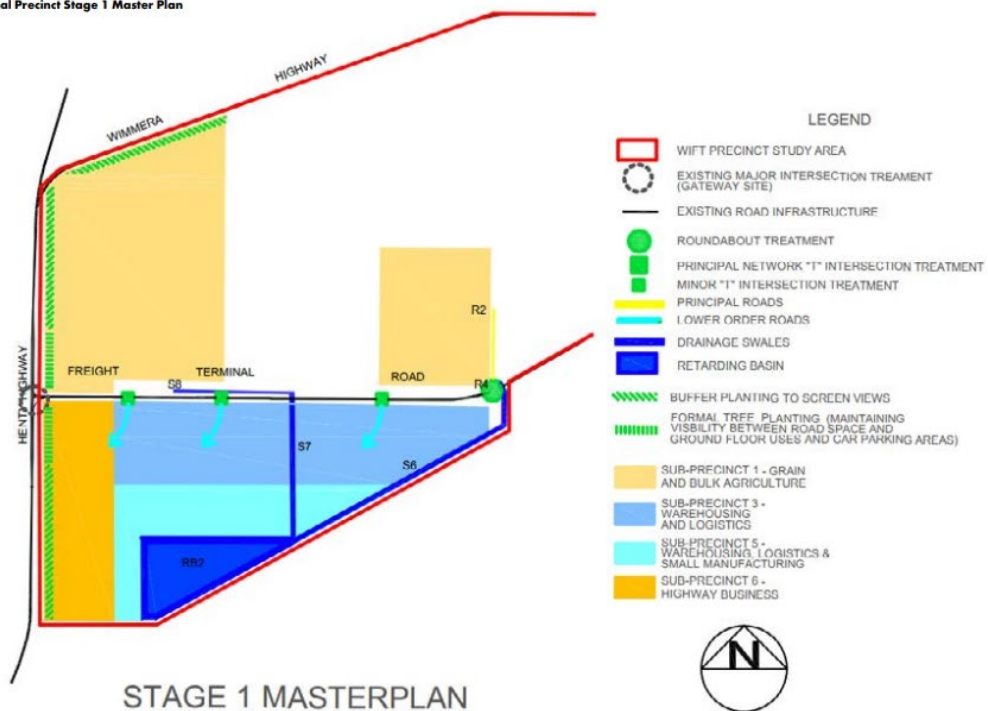 al Precinct Stage 1 Master Plan
WIMMERA
HIGHWAY
HENTY HIGHWAY
FREIGHT
TERMINAL
ROAD
R2
R4
S8
S7
S6
RB2
LEGEND
WIFT PRECINCT STUDY AREA
EXISTING MAJOR INTERSECTION TREAMENT
(GATEWAY SITE)
EXISTING ROAD INFRASTRUCTURE
ROUNDABOUT TREATMENT
PRINCIPAL NETWORK "T" INTERSECTION TREATMENT
MINOR "T" INTERSECTION TREATMENT
PRINCIPAL ROADS
LOWER ORDER ROADS
DRAINAGE SWALES
RETARDING BASIN
BUFFER PLANTING TO SCREEN VIEWS
FORMAL TREE PLANTING (MAINTAINING
VISBILITY BETWEEN ROAD SPACE AND
GROUND FLOOR USES AND CAR PARKING AREAS)
SUB-PRECINCT 1 - GRAIN
AND BULK AGRICULTURE
SUB-PRECINCT 3 -
WAREHOUSING
AND LOGISTICS
SUB-PRECINCT 5 -
WAREHOUSING, LOGISTICS &
SMALL MANUFACTURING
SUB-PRECINCT 6 -
HIGHWAY BUSINESS
N
STAGE 1 MASTERPLAN